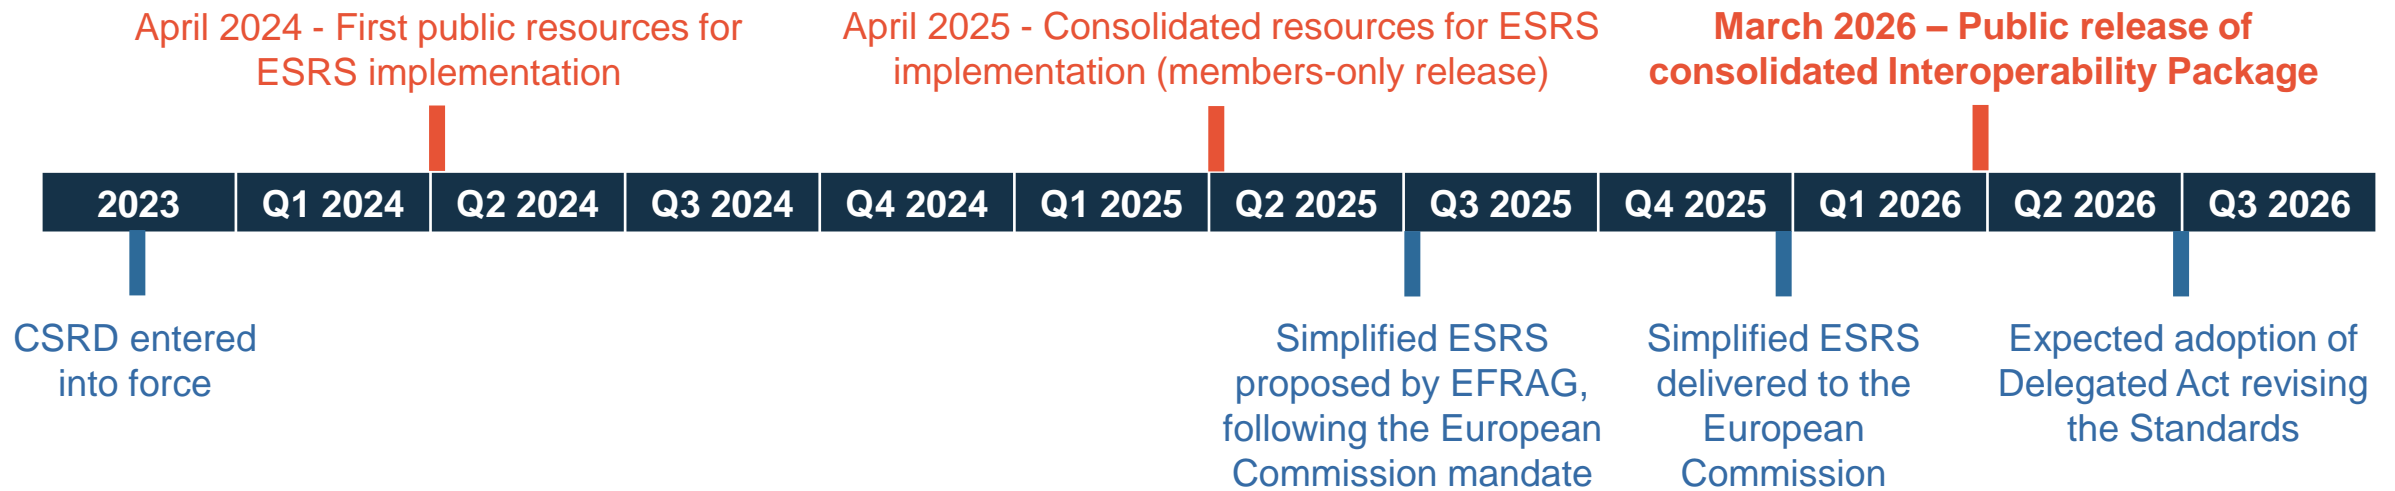 April 2024 - First public resources for
ESRS implementation
April 2025 - Consolidated resources for ESRS
implementation (members-only release)
March 2026 – Public release of
consolidated Interoperability Package
2023
Q1 2024
Q2 2024
Q3 2024
Q4 2024
Q1 2025
Q2 2025
Q3 2025
Q4 2025
Q1 2026
Q2 2026
Q3 2026
CSRD entered
into force
Simplified ESRS
proposed by EFRAG,
following the European
Commission mandate
Simplified ESRS
delivered to the
European
Commission
Expected adoption of
Delegated Act revising
the Standards